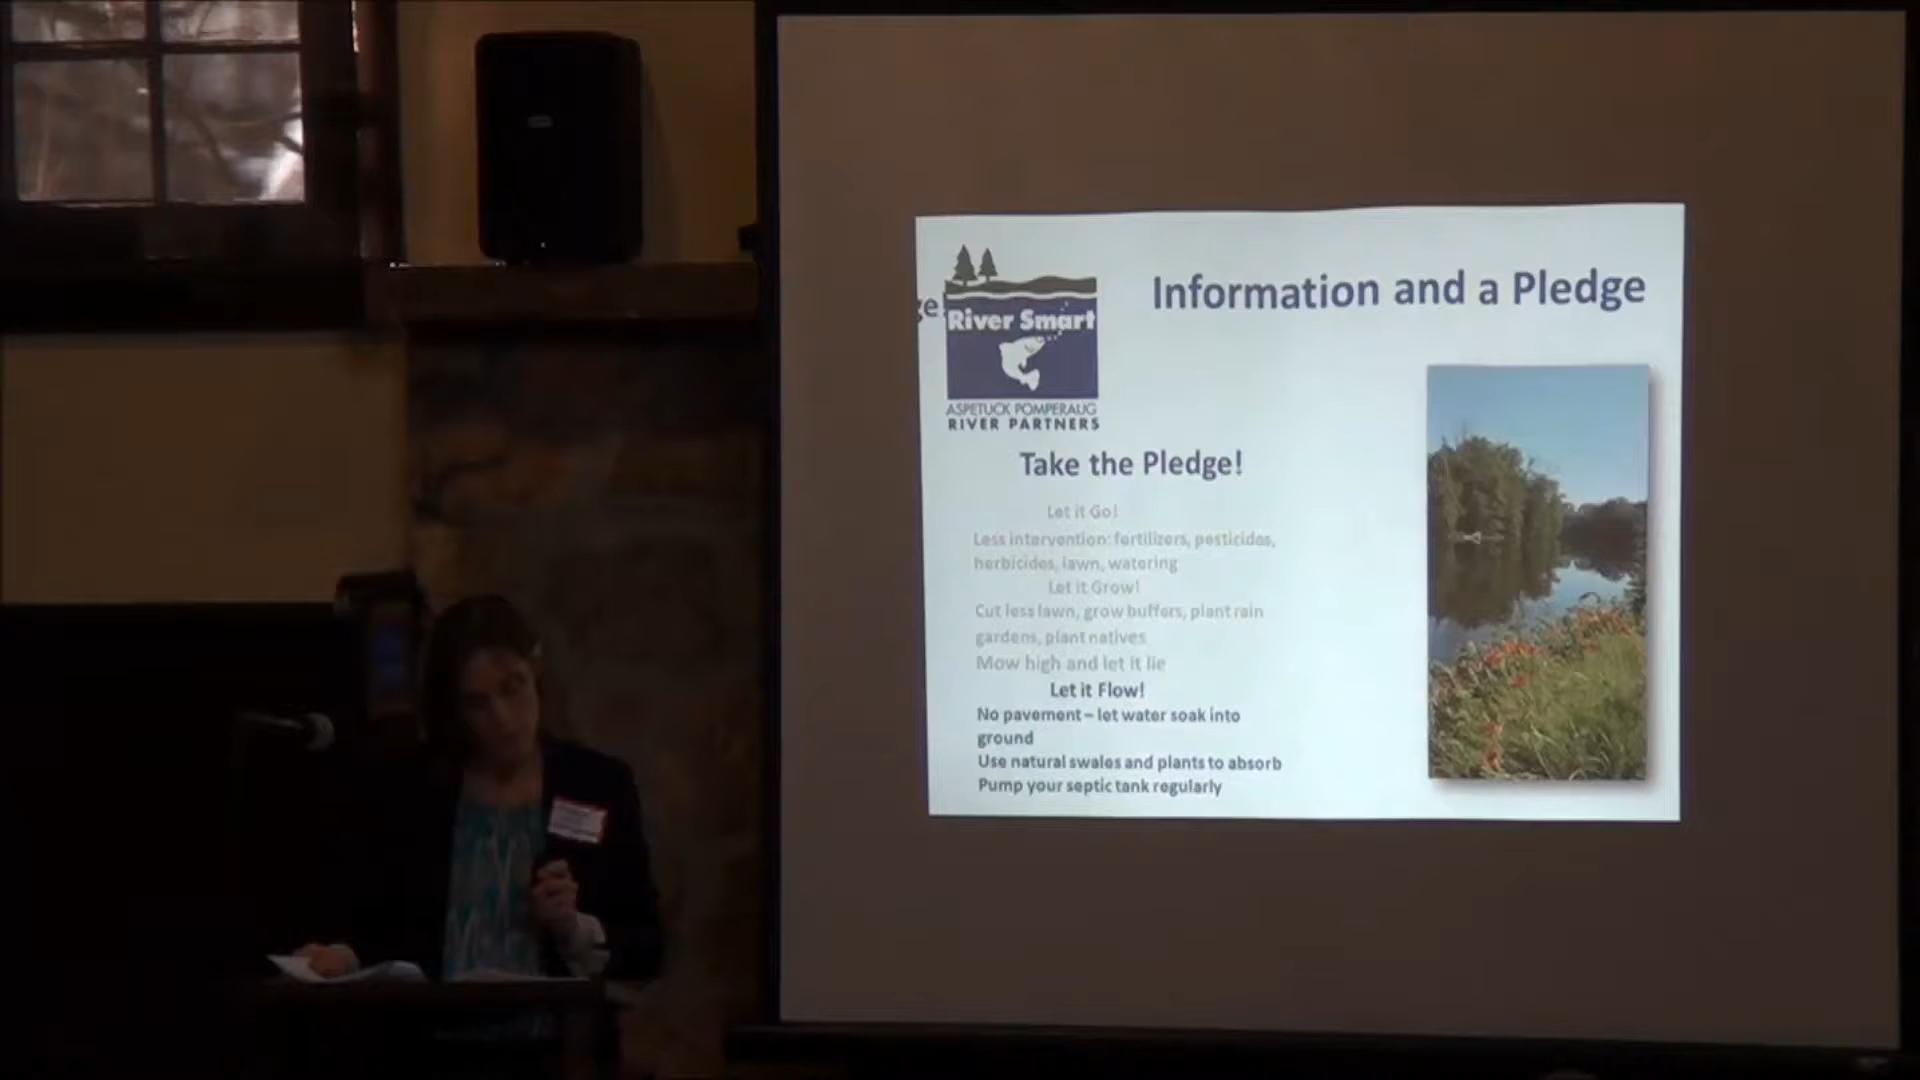 Information and a Pledge
ge!
River Smart
ASPETUCK POMPERAUG
RIVER PARTNERS
Take the Pledge!
Let it Go!
Less intervention: fertilizers, pesticides,
herbicides, lawn, watering
Let it Grow!
Cut less lawn, grow buffers, plant rain
gardens, plant natives
Mow high and let it lie
Let it Flow!
No pavement – let water soak into
ground
Use natural swales and plants to absorb
Pump your septic tank regularly